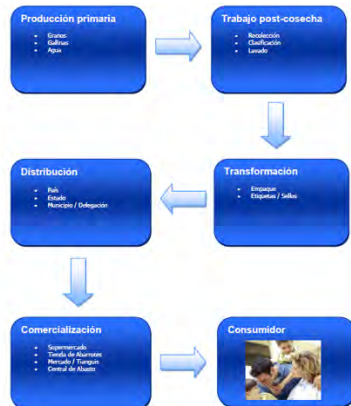 Producción primaria
Granos
Gallinas
Agua
Trabajo post-cosecha
Recolección
Clasificación
Lavado
Transformación
Empaque
Etiquetas / Sellos
Distribución
País
Estado
Municipio / Delegación
Comercialización
Supermercado
Tienda de Abarrotes
Mercado / Tianguis
Central de Abasto
Consumidor